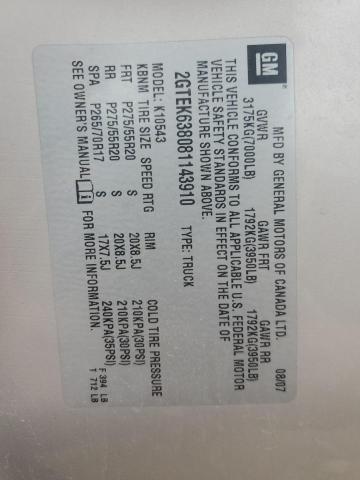 GM
MFD BY GENERAL MOTORS OF CANADA LTD.
08/07
GVWR GAWR FRT GAWR RR
3175KG(7000LB) 1792KG(3950LB) 1792KG(3950LB)
THIS VEHICLE CONFORMS TO ALL APPLICABLE U.S. FEDERAL MOTOR
VEHICLE SAFETY STANDARDS IN EFFECT ON THE DATE OF
MANUFACTURE SHOWN ABOVE.
2GTEK638081143910 TYPE: TRUCK
MODEL: K10543
KBNM TIRE SIZE SPEED RTG RIM COLD TIRE PRESSURE
FRT P275/55R20 S 20X8.5J 210KPA(30PSI)
RR P275/55R20 S 20X8.5J 210KPA(30PSI)
SPA P265/70R17 S 17X7.5J 240KPA(35PSI)
SEE OWNER'S MANUAL i FOR MORE INFORMATION.
F 394 LB
T 712 LB